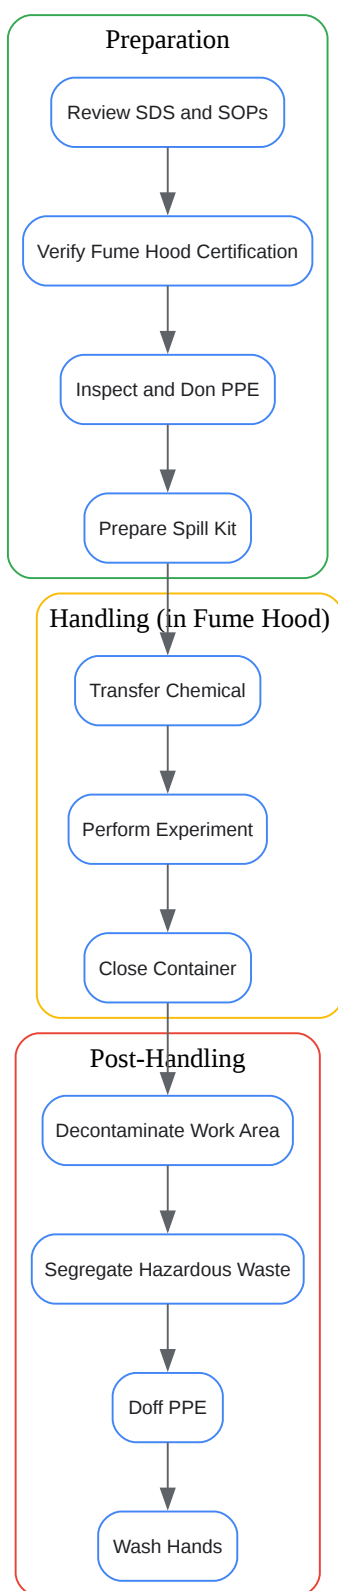 Preparation
Review SDS and SOPs
Verify Fume Hood Certification
Inspect and Don PPE
Prepare Spill Kit
Handling (in Fume Hood)
Transfer Chemical
Perform Experiment
Close Container
Post-Handling
Decontaminate Work Area
Segregate Hazardous Waste
Doff PPE
Wash Hands